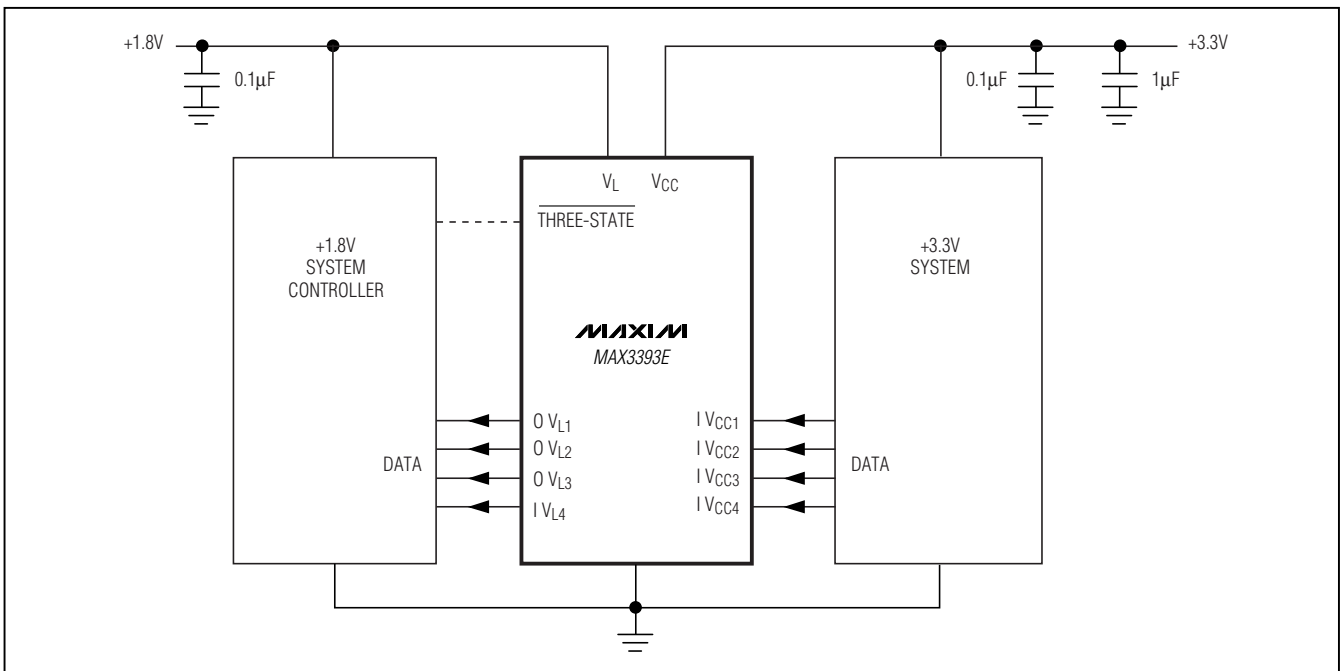 +1.8V
+3.3V
0.1µF
0.1µF
1µF
V_L
V_CC
THREE-STATE
+1.8V
SYSTEM
CONTROLLER
+3.3V
SYSTEM
MAXIM
MAX3393E
DATA
O V_L1
O V_L2
O V_L3
I V_L4
I V_CC1
I V_CC2
I V_CC3
I V_CC4
DATA